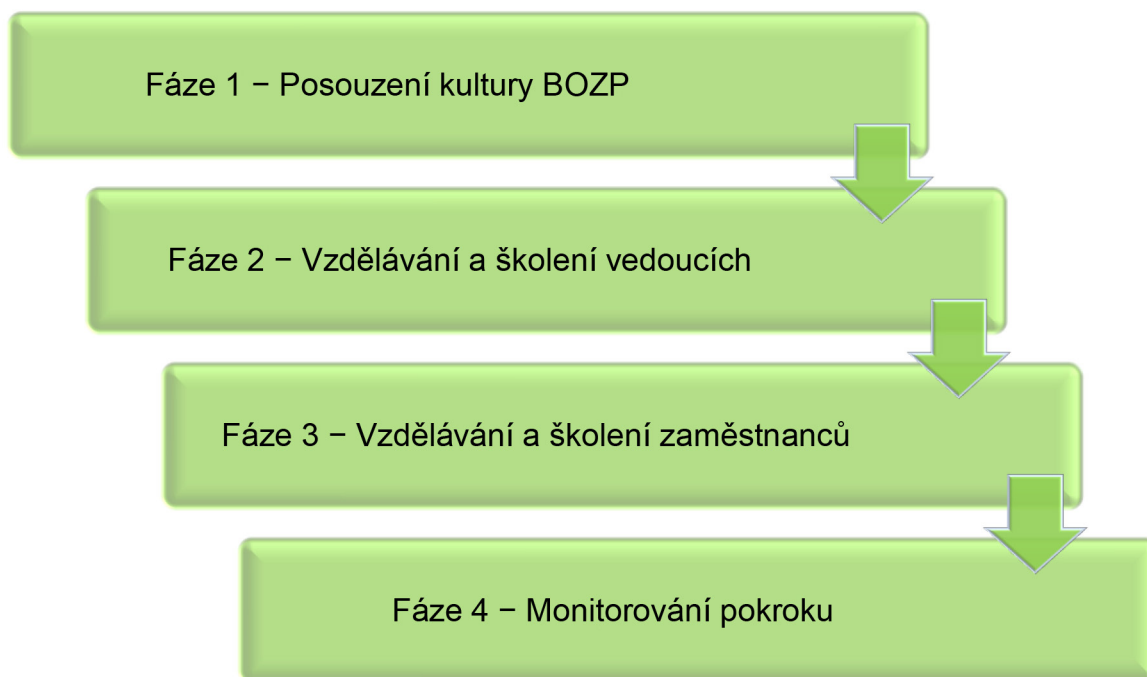 Fáze 1 − Posouzení kultury BOZP
Fáze 2 − Vzdělávání a školení vedoucích
Fáze 3 − Vzdělávání a školení zaměstnanců
Fáze 4 − Monitorování pokroku